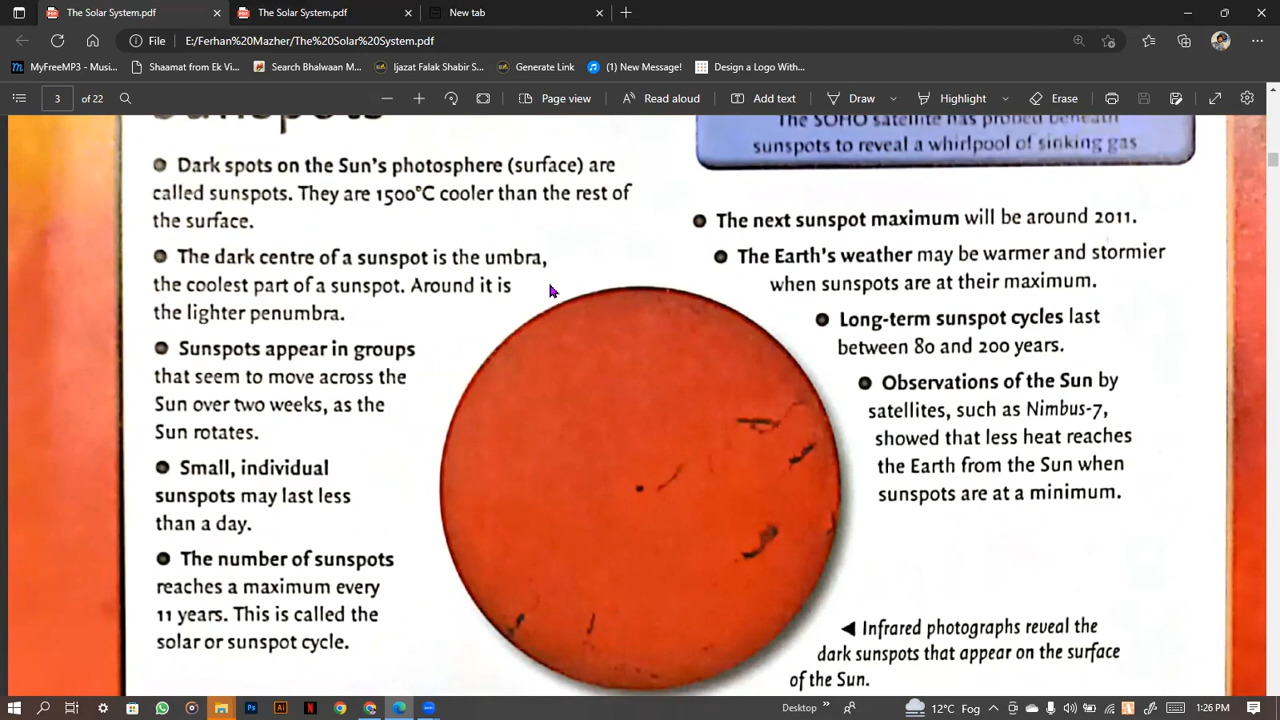 The Solar System.pdf
The Solar System.pdf
New tab
File
E:/Ferhan%20Mazher/The%20Solar%20System.pdf
MyFreeMP3 - Musi...
Shaamat from Ek Vi...
Search Bhalwaan M...
Ijazat Falak Shabir S...
Generate Link
(1) New Message!
Design a Logo With...
3
of 22
Page view
Read aloud
Add text
Draw
Highlight
Erase
Sunspots
Dark spots on the Sun's photosphere (surface) are
called sunspots. They are 1500°C cooler than the rest of
the surface.
The dark centre of a sunspot is the umbra,
the coolest part of a sunspot. Around it is
the lighter penumbra.
Sunspots appear in groups
that seem to move across the
Sun over two weeks, as the
Sun rotates.
Small, individual
sunspots may last less
than a day.
The number of sunspots
reaches a maximum every
11 years. This is called the
solar or sunspot cycle.
The SOHO satellite has probed beneath
sunspots to reveal a whirlpool of sinking gas
The next sunspot maximum will be around 2011.
The Earth's weather may be warmer and stormier
when sunspots are at their maximum.
Long-term sunspot cycles last
between 80 and 200 years.
Observations of the Sun by
satellites, such as Nimbus-7,
showed that less heat reaches
the Earth from the Sun when
sunspots are at a minimum.
Infrared photographs reveal the
dark sunspots that appear on the surface
of the Sun.
Desktop
12°C Fog
1:26 PM